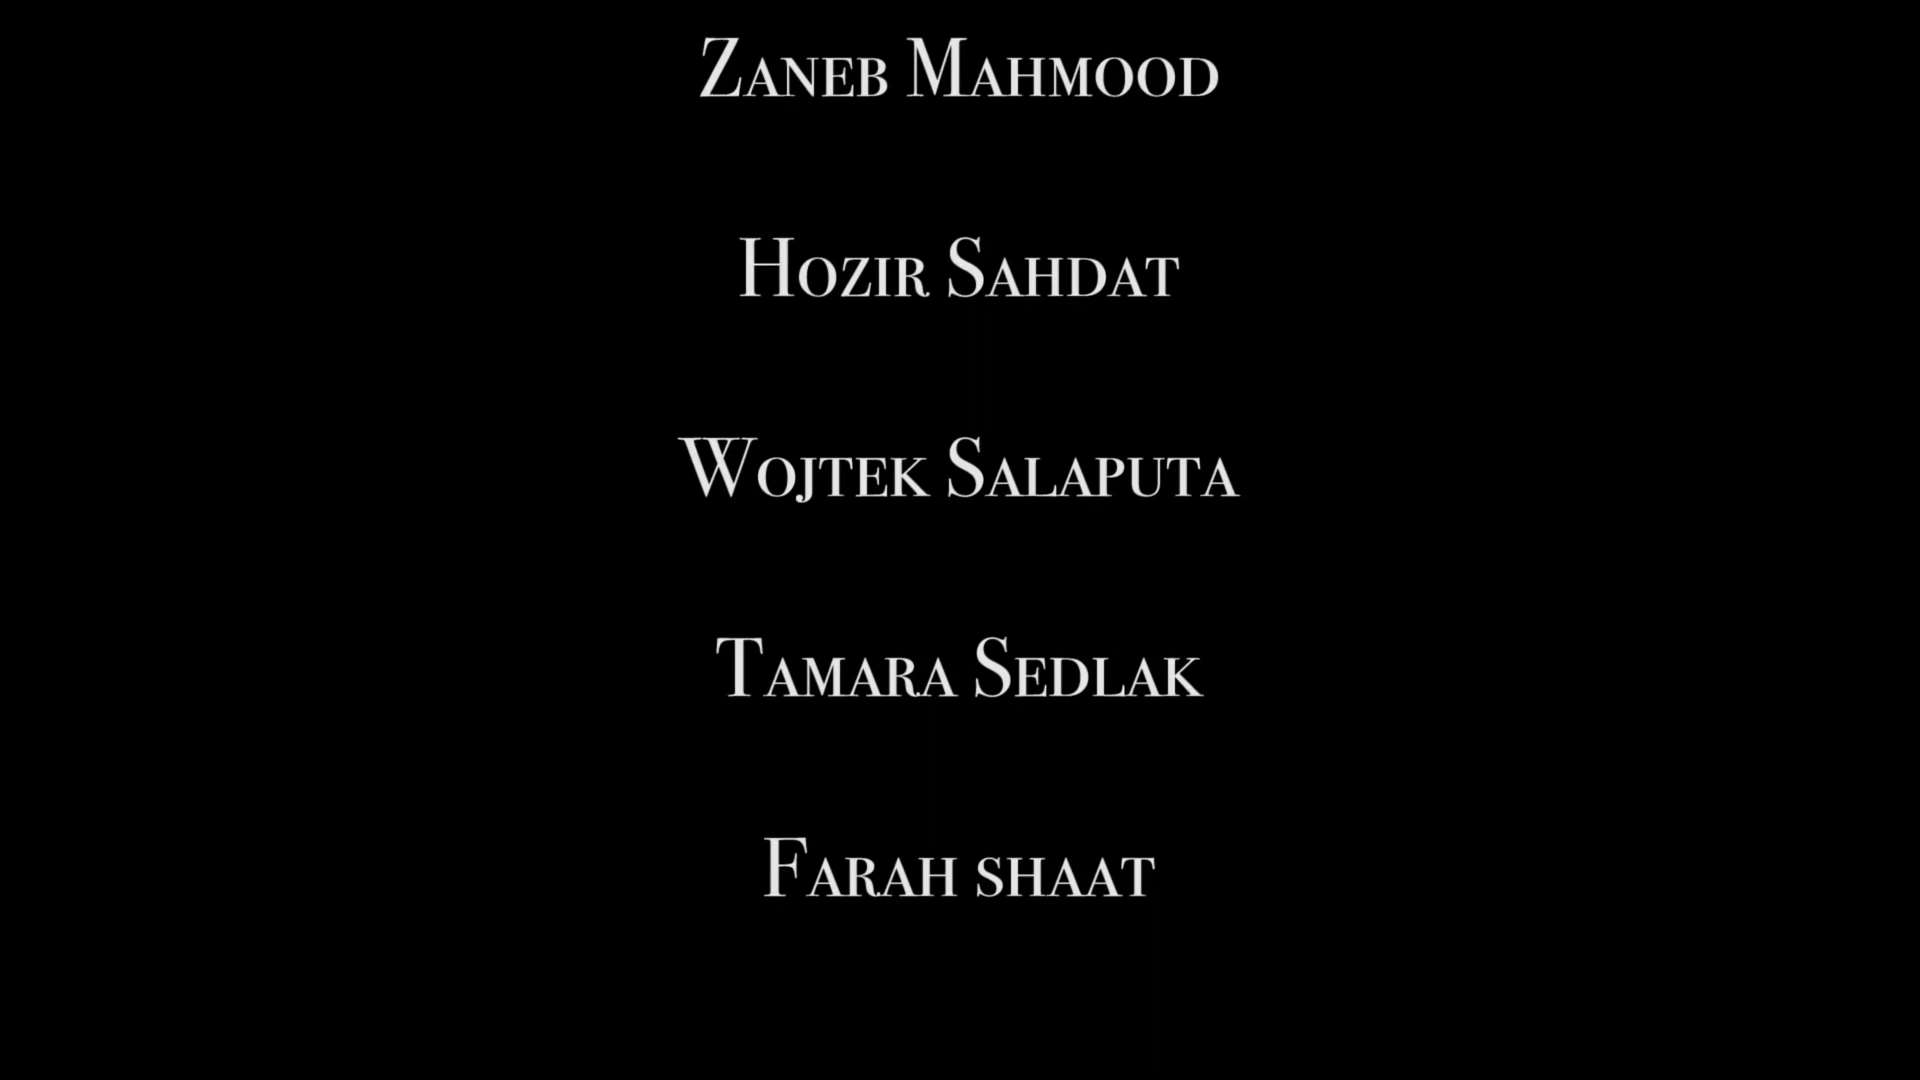 Zaneb Mahmood
Hozir Sahdat
Wojtek Salaputa
Tamara Sedlak
Farah shaat